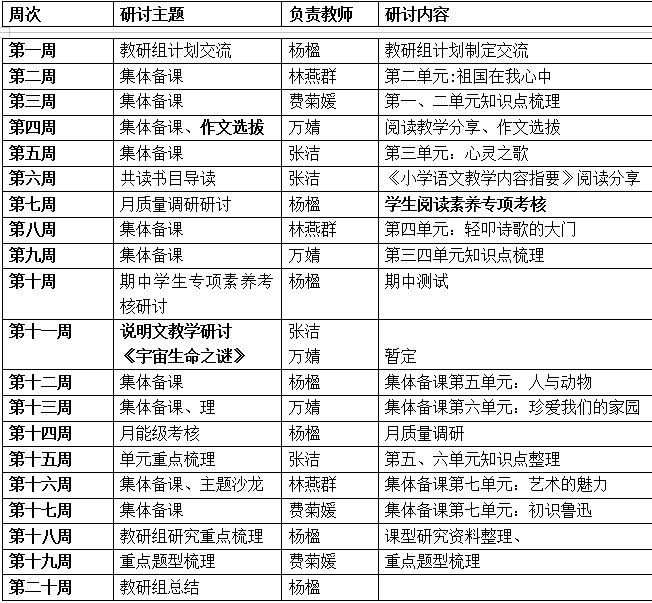 周次 研讨主题 负责教师 研讨内容
第一周 教研组计划交流 杨楹 教研组计划制定交流
第二周 集体备课 林燕群 第二单元:祖国在我心中
第三周 集体备课 费菊媛 第一、二单元知识点梳理
第四周 集体备课、作文选拔 万婧 阅读教学分享、作文选拔
第五周 集体备课 张洁 第三单元：心灵之歌
第六周 共读书目导读 张洁 《小学语文教学内容指要》阅读分享
第七周 月质量调研研讨 杨楹 学生阅读素养专项考核
第八周 集体备课 林燕群 第四单元：轻叩诗歌的大门
第九周 集体备课 万婧 第三四单元知识点梳理
第十周 期中学生专项素养考 杨楹 期中测试
核研讨
第十一周 说明文教学研讨 张洁
《宇宙生命之谜》 万婧 暂定
第十二周 集体备课 杨楹 集体备课第五单元：人与动物
第十三周 集体备课、理 万婧 集体备课第六单元：珍爱我们的家园
第十四周 月能级考核 杨楹 月质量调研
第十五周 单元重点梳理 张洁 第五、六单元知识点整理
第十六周 集体备课、主题沙龙 林燕群 集体备课第七单元：艺术的魅力
第十七周 集体备课 费菊媛 集体备课第七单元：初识鲁迅
第十八周 教研组研究重点梳理 杨楹 课型研究资料整理、
第十九周 重点题型梳理 费菊媛 重点题型梳理
第二十周 教研组总结 杨楹